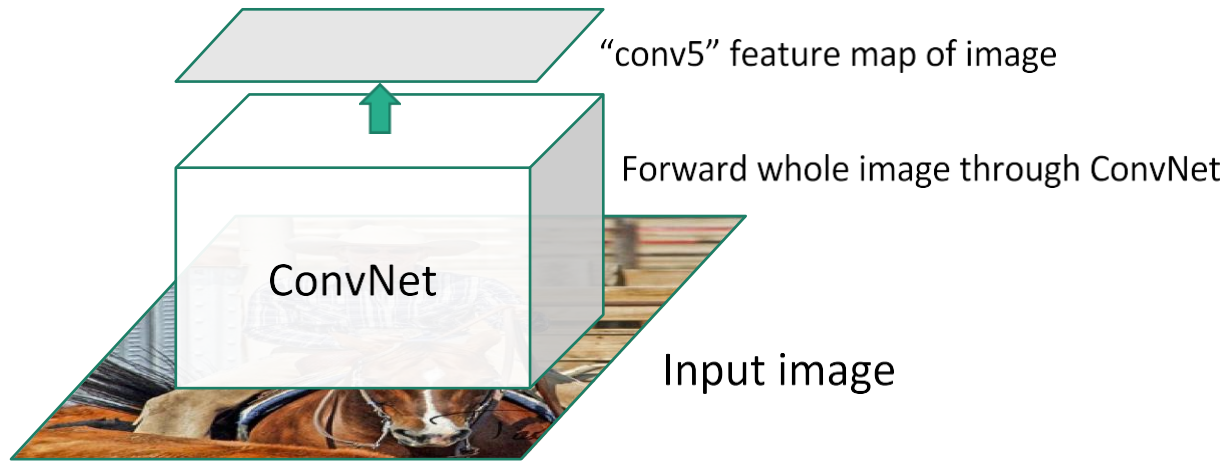 “conv5” feature map of image
Forward whole image through ConvNet
ConvNet
Input image